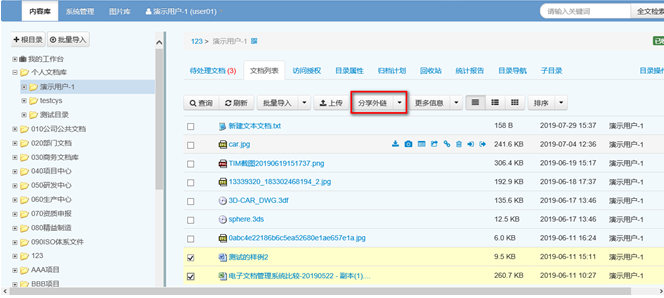 内容库 系统管理 图片库 演示用户-1 (user01) 请输入关键词 全文检索
根目录 批量导入 123 > 演示用户-1
我的工作台
个人文档库 待处理文档 (3) 文档列表 访问授权 目录属性 归档计划 回收站 统计报告 目录导航 子目录 目录操
演示用户-1
testcys 查询 刷新 批量导入 上传 分享外链 更多信息 排序
测试目录
010公司公共文档 新建文本文档.txt 158 B 2019-07-29 15:37 演示用户-1
020部门文档 car.jpg 241.6 KB 2019-07-04 12:36 演示用户-1
030商务文档库 TIM截图20190619151737.png 306.4 KB 2019-06-19 15:17 演示用户-1
040项目中心 13339320_183302468194_2.jpg 192.9 KB 2019-06-18 17:37 演示用户-1
050研发中心
060生产中心 3D-CAR_DWG.3df 135.6 KB 2019-06-17 13:46 演示用户-1
070资质申报 sphere.3ds 12.5 KB 2019-06-17 13:46 演示用户-1
080精益制造 0abc4e22186b6c5ea52680e1ae657e1a.jpg 6.0 KB 2019-06-11 16:24 演示用户-1
090ISO体系文件
123 测试的样例2 9.5 KB 2019-06-11 15:11 演示用户-1
AAA项目 电子文档管理系统比较-20190522 - 副本(1)... 260.7 KB 2019-06-11 10:27 演示用户-1
BBB项目